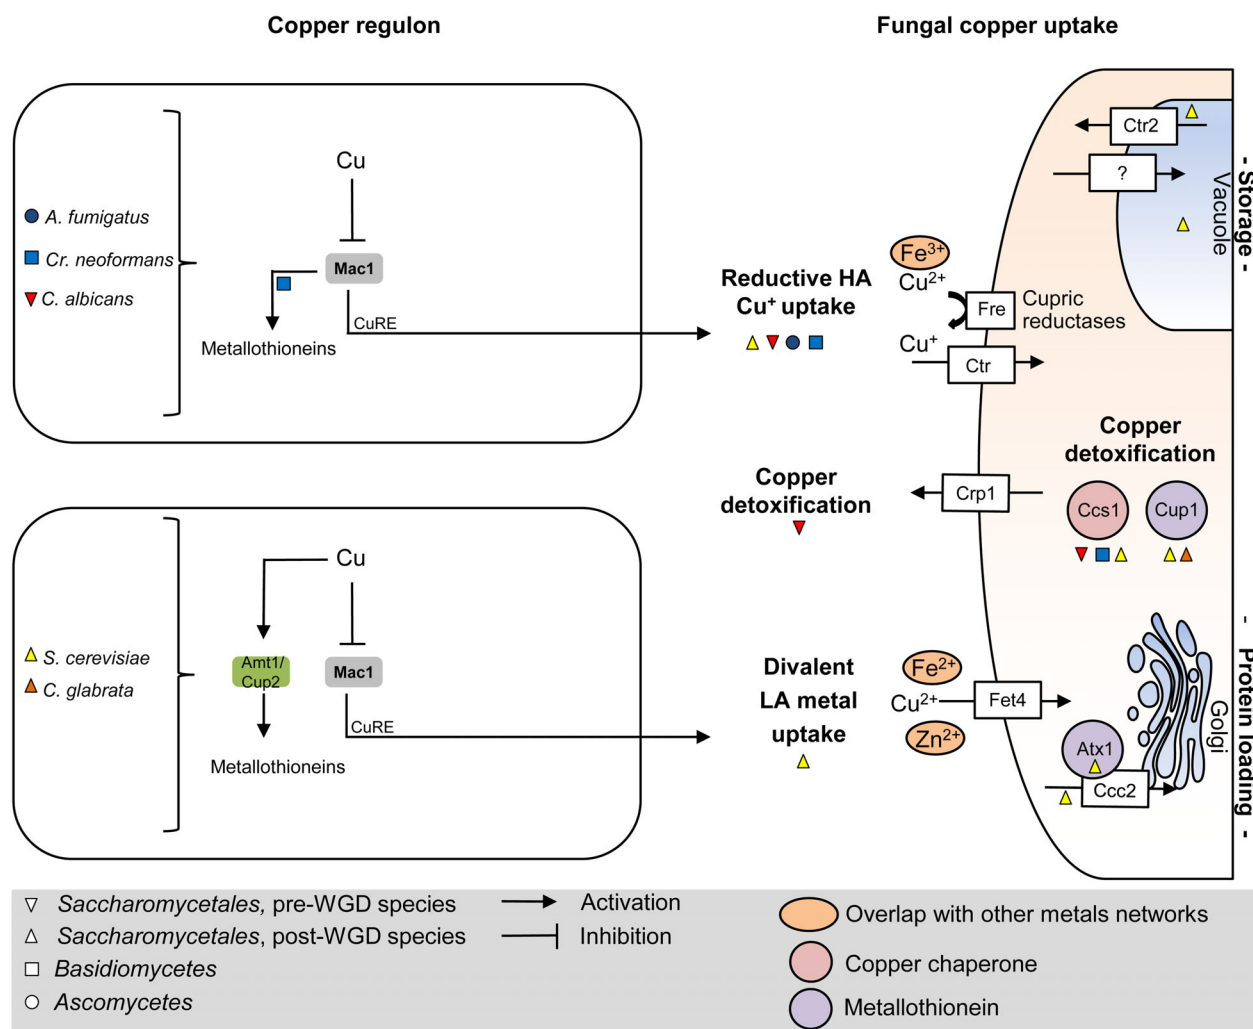 Copper regulon
Fungal copper uptake
A. fumigatus
Cr. neoformans
C. albicans
Cu
Mac1
CuRE
Metallothioneins
Reductive HA
Cu⁺ uptake
Fe³⁺
Cu²⁺
Fre
Cupric
reductases
Cu⁺
Ctr
Ctr2
?
Vacuole
- Storage -
Copper
detoxification
Crp1
Copper
detoxification
Ccs1
Cup1
S. cerevisiae
C. glabrata
Cu
Amt1/
Cup2
Mac1
CuRE
Metallothioneins
Divalent
LA metal
uptake
Fe²⁺
Cu²⁺
Zn²⁺
Fet4
Atx1
Ccc2
Golgi
- Protein loading -
Saccharomycetales, pre-WGD species
Saccharomycetales, post-WGD species
Basidiomycetes
Ascomycetes
Activation
Inhibition
Overlap with other metals networks
Copper chaperone
Metallothionein